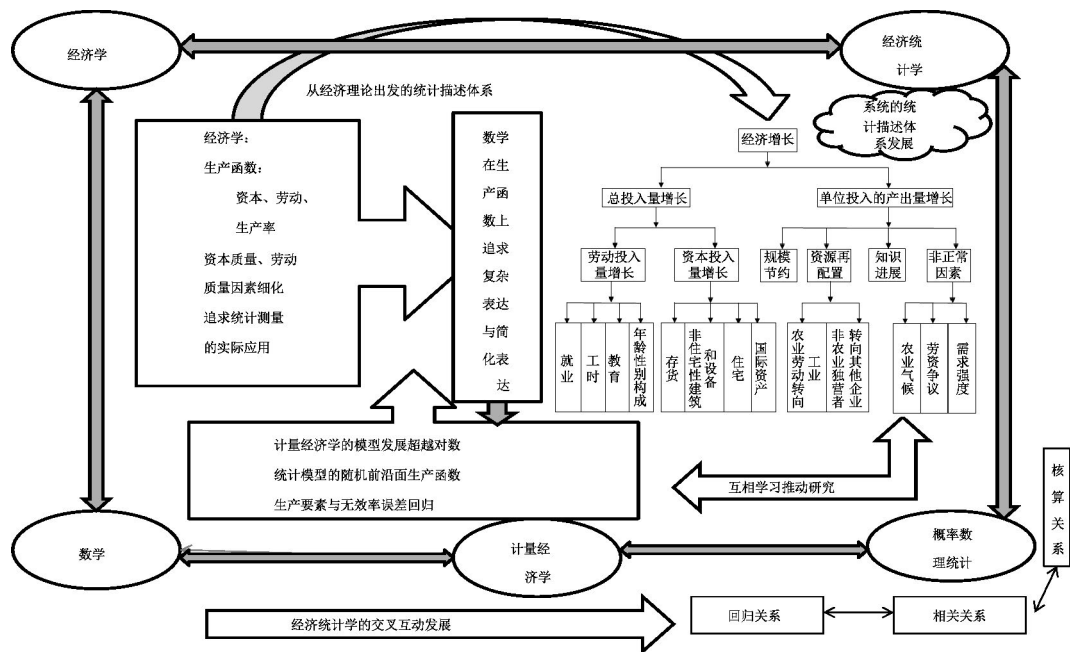 经济学
经济统
计学
从经济理论出发的统计描述体系
系统的统
计描述体
系发展
经济学：
生产函数：
资本、劳动、
生产率
资本质量、劳动
质量因素细化
追求统计测量
的实际应用
数学
在生
产函
数上
追求
复杂
表达
与简
化表
达
经济增长
总投入量增长
单位投入的产出量增长
劳动投入
量增长
资本投入
量增长
规模
节约
资源再
配置
知识
进展
非正常
因素
就业
工时
教育
年龄性别构成
存货
非住宅性建筑
和设备
住宅
国际资产
农业劳动转向
工业
非农业独营者
转向其他企业
农业气候
劳资争议
需求强度
计量经济学的模型发展超越对数
统计模型的随机前沿面生产函数
生产要素与无效率误差回归
互相学习推动研究
核算关系
数学
计量经
济学
概率数
理统计
经济统计学的交叉互动发展
回归关系
相关关系